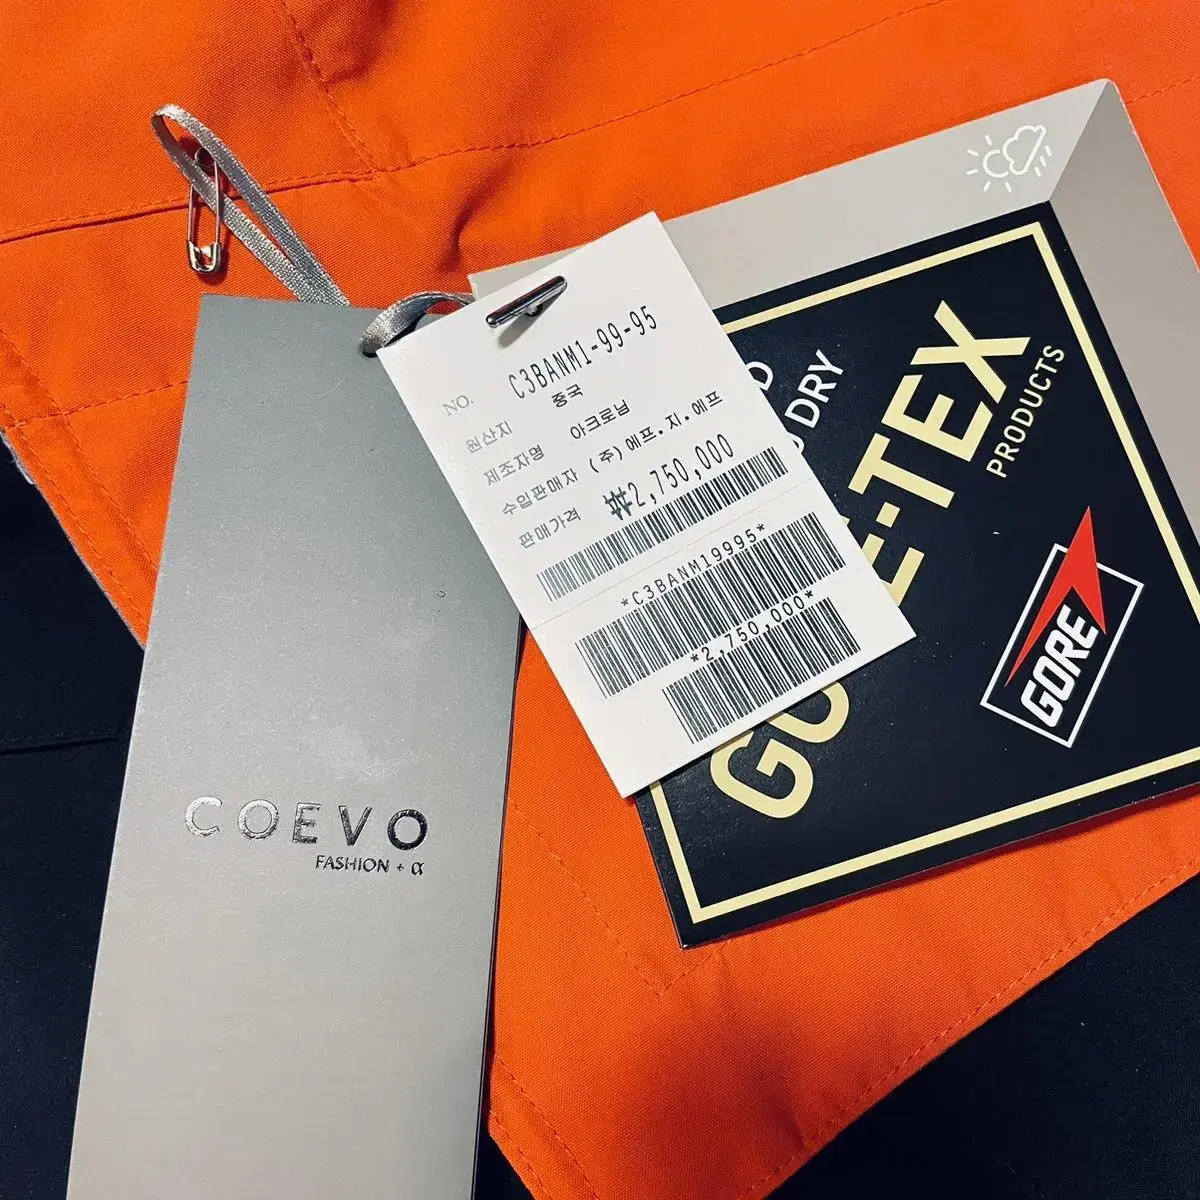 NO. C3BANM1-99-95
원산지 중국
제조자명 아크로님
수입판매자 (주)에프.지.에프
판매가격 ₩2,750,000
*C3BANM19995*
*2,750,000*
COEVO
FASHION + α
DRY
GORE-TEX
PRODUCTS
GORE